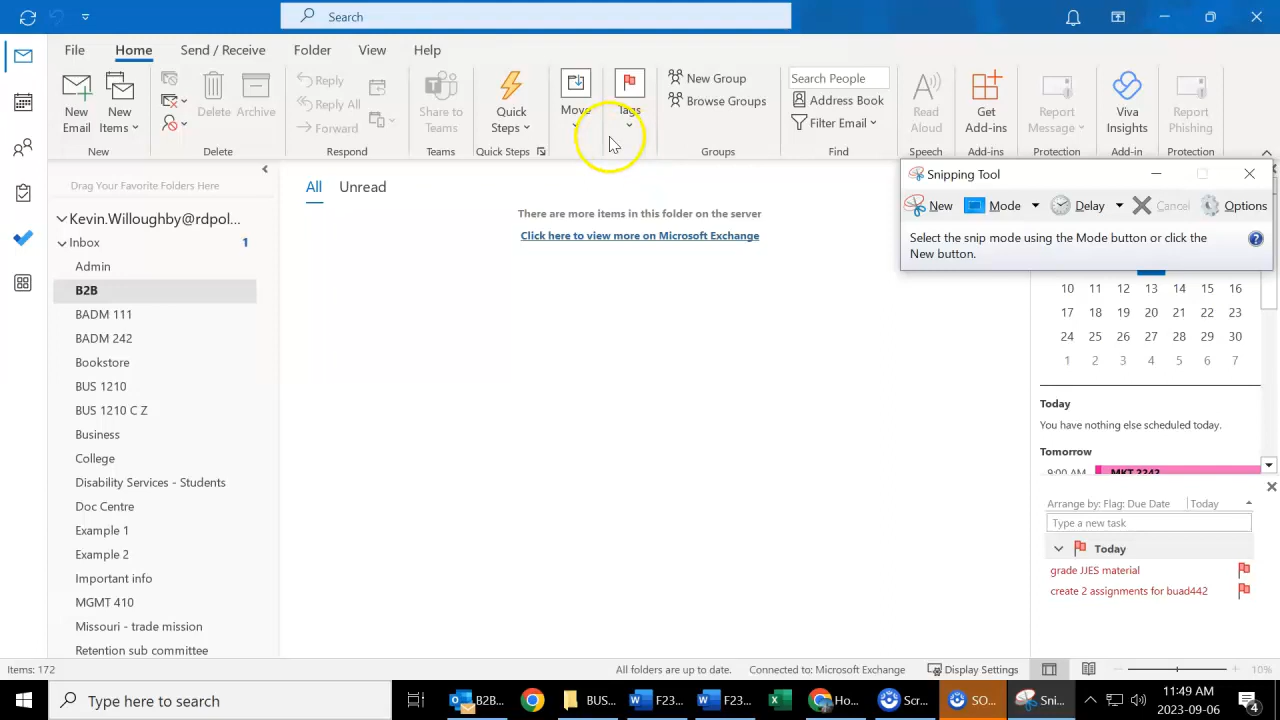 Search
File Home Send / Receive Folder View Help
New Email
New Items
New
Delete
Archive
Delete
Reply
Reply All
Forward
Respond
Share to Teams
Teams
Quick Steps
Quick Steps
Move
Tags
New Group
Browse Groups
Groups
Search People
Address Book
Filter Email
Find
Read Aloud
Speech
Get Add-ins
Add-ins
Report Message
Protection
Viva Insights
Add-in
Report Phishing
Protection
Drag Your Favorite Folders Here
Kevin.Willoughby@rdpol...
Inbox 1
Admin
B2B
BADM 111
BADM 242
Bookstore
BUS 1210
BUS 1210 C Z
Business
College
Disability Services - Students
Doc Centre
Example 1
Example 2
Important info
MGMT 410
Missouri - trade mission
Retention sub committee
All Unread
There are more items in this folder on the server
Click here to view more on Microsoft Exchange
Snipping Tool
New Mode Delay Cancel Options
Select the snip mode using the Mode button or click the
New button.
10 11 12 13 14 15 16
17 18 19 20 21 22 23
24 25 26 27 28 29 30
1 2 3 4 5 6 7
Today
You have nothing else scheduled today.
Tomorrow
9:00 AM
Arrange by: Flag: Due Date Today
Type a new task
Today
grade JJES material
create 2 assignments for buad442
Items: 172
All folders are up to date.
Connected to: Microsoft Exchange
Display Settings
10%
Type here to search
B2B...
BUS...
F23...
F23...
Ho...
Scr...
SO...
Sni...
11:49 AM
2023-09-06
4